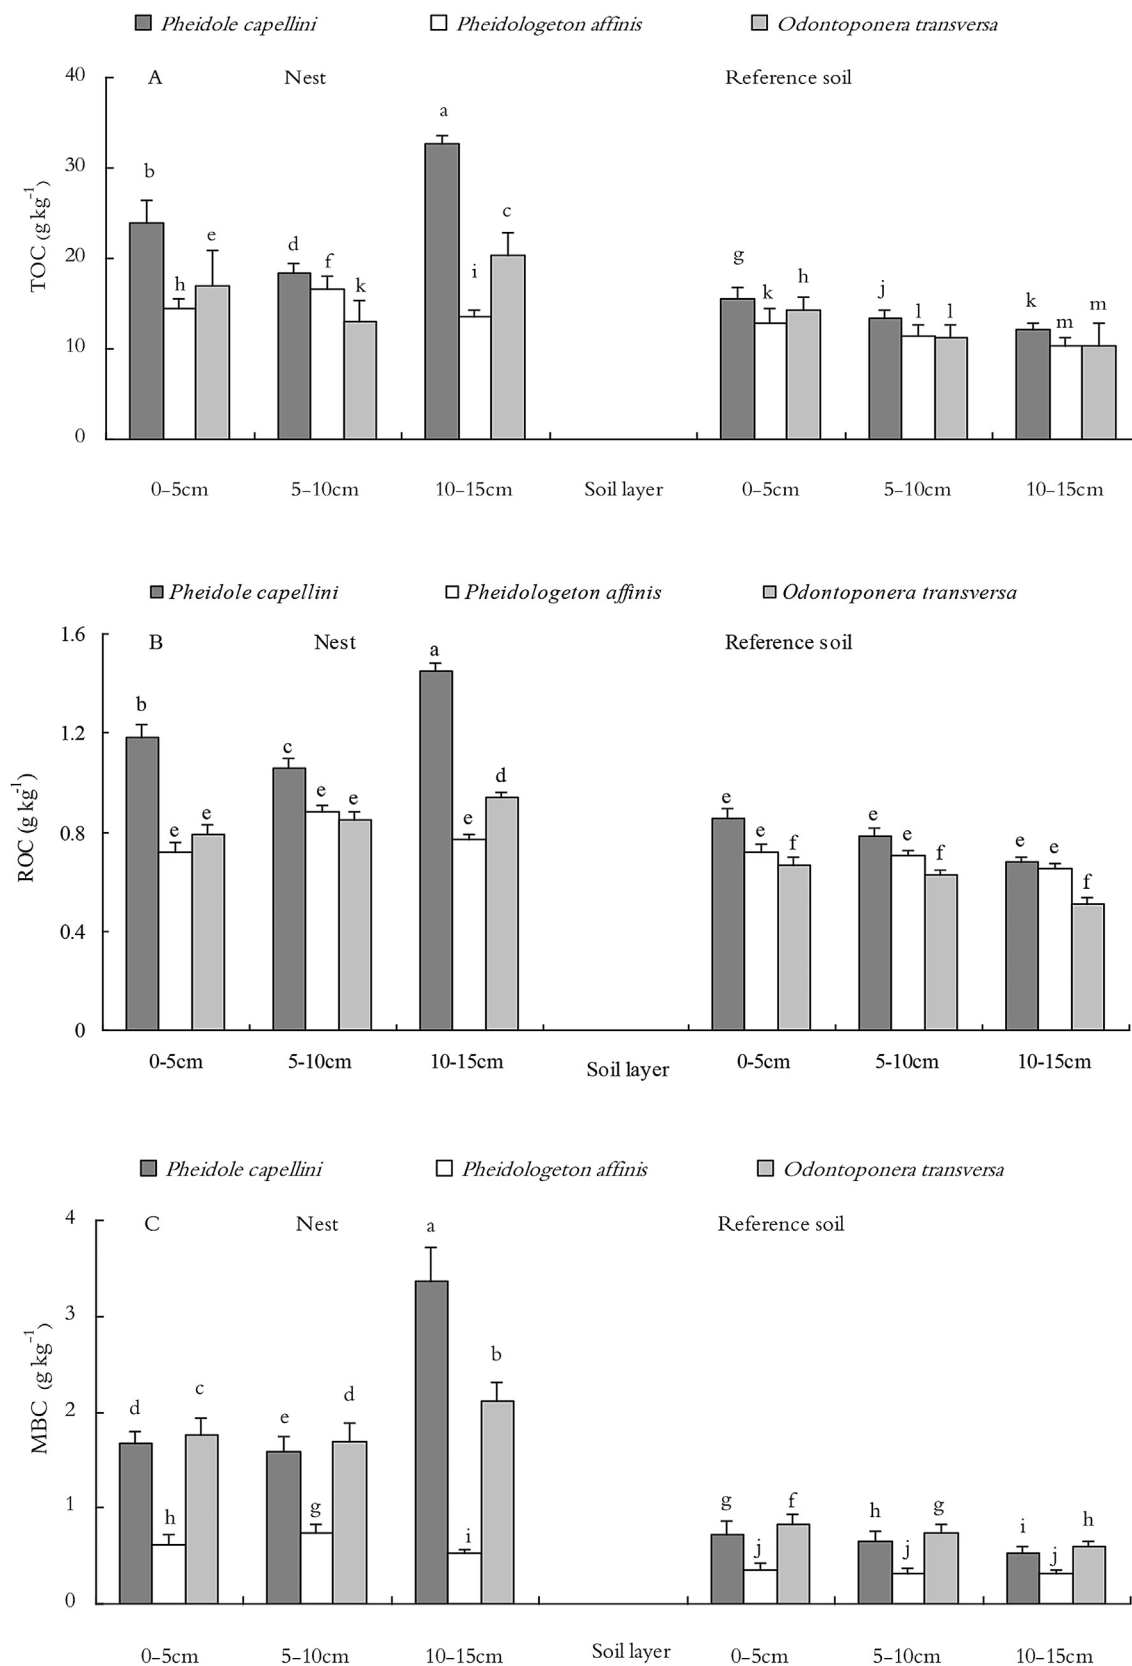 Pheidole capellini Pheidologeton affinis Odontoponera transversa
40 A Nest Reference soil
a
30 b
e c
d f g
20 h k i k h j k m
l l m
10
0
TOC (g kg⁻¹)
0–5cm 5–10cm 10–15cm Soil layer 0–5cm 5–10cm 10–15cm
Pheidole capellini Pheidologeton affinis Odontoponera transversa
1.6 B Nest Reference soil
a
b
1.2 c
d
e e e e e e
0.8 e e f e f e e
f
0.4
0
ROC (g kg⁻¹)
0-5cm 5-10cm 10-15cm Soil layer 0-5cm 5-10cm 10-15cm
Pheidole capellini Pheidologeton affinis Odontoponera transversa
4 C Nest Reference soil
a
3
b
d c e d
2
h g i g f h g i h
1 j j j
0
MBC (g kg⁻¹)
0–5cm 5–10cm 10–15cm Soil layer 0–5cm 5–10cm 10–15cm